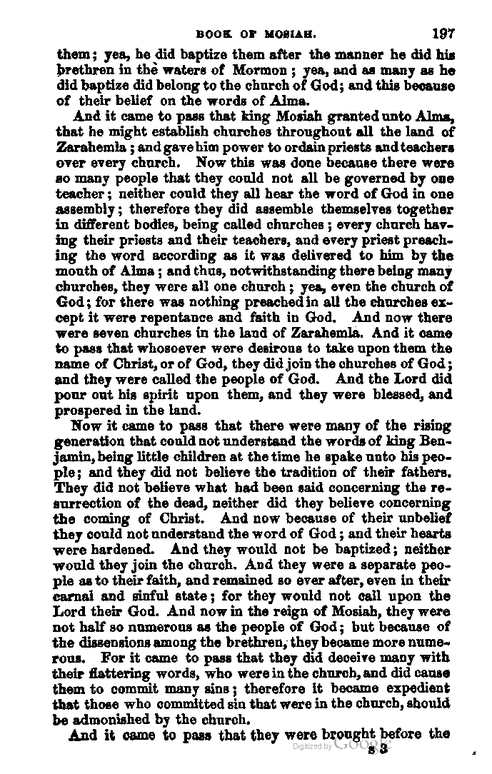 BOOK OF MOSIAH. 197
them; yea, he did baptize them after the manner he did his
brethren in the waters of Mormon; yea, and as many as he
did baptize did belong to the church of God; and this because
of their belief on the words of Alma.
And it came to pass that king Mosiah granted unto Alma,
that he might establish churches throughout all the land of
Zarahemla; and gave him power to ordain priests and teachers
over every church. Now this was done because there were
so many people that they could not all be governed by one
teacher; neither could they all hear the word of God in one
assembly; therefore they did assemble themselves together
in different bodies, being called churches; every church hav-
ing their priests and their teachers, and every priest preach-
ing the word according as it was delivered to him by the
mouth of Alma; and thus, notwithstanding there being many
churches, they were all one church; yea, even the church of
God; for there was nothing preached in all the churches ex-
cept it were repentance and faith in God. And now there
were seven churches in the land of Zarahemla. And it came
to pass that whosoever were desirous to take upon them the
name of Christ, or of God, they did join the churches of God;
and they were called the people of God. And the Lord did
pour out his spirit upon them, and they were blessed, and
prospered in the land.
Now it came to pass that there were many of the rising
generation that could not understand the words of king Ben-
jamin, being little children at the time he spake unto his peo-
ple; and they did not believe the tradition of their fathers.
They did not believe what had been said concerning the re-
surrection of the dead, neither did they believe concerning
the coming of Christ. And now because of their unbelief
they could not understand the word of God; and their hearts
were hardened. And they would not be baptized; neither
would they join the church. And they were a separate peo-
ple as to their faith, and remained so ever after, even in their
carnal and sinful state; for they would not call upon the
Lord their God. And now in the reign of Mosiah, they were
not half so numerous as the people of God; but because of
the dissensions among the brethren, they became more nume-
rous. For it came to pass that they did deceive many with
their flattering words, who were in the church, and did cause
them to commit many sins; therefore it became expedient
that those who committed sin that were in the church, should
be admonished by the church.
And it came to pass that they were brought before the
Digitized by Google
s 3